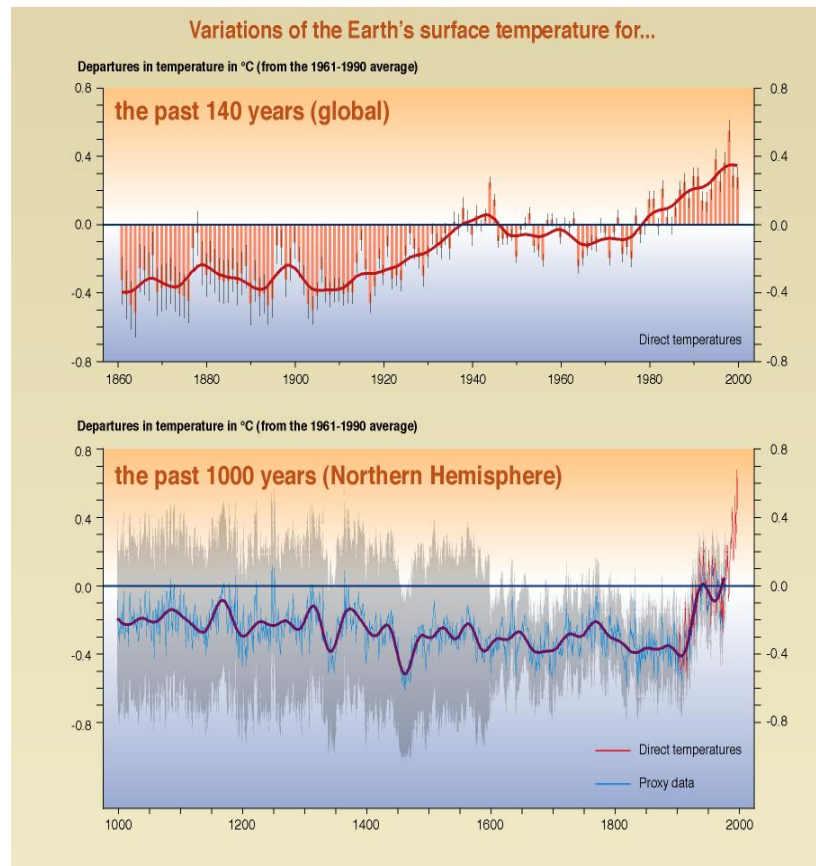 Variations of the Earth's surface temperature for...
Departures in temperature in °C (from the 1961-1990 average)
the past 140 years (global)
0.8 0.8
0.4 0.4
0.0 0.0
-0.4 -0.4
Direct temperatures
-0.8 -0.8
1860 1880 1900 1920 1940 1960 1980 2000
Departures in temperature in °C (from the 1961-1990 average)
0.8 0.8
the past 1000 years (Northern Hemisphere)
0.4 0.4
0.0 0.0
-0.4 -0.4
-0.8 -0.8
Direct temperatures
Proxy data
1000 1200 1400 1600 1800 2000